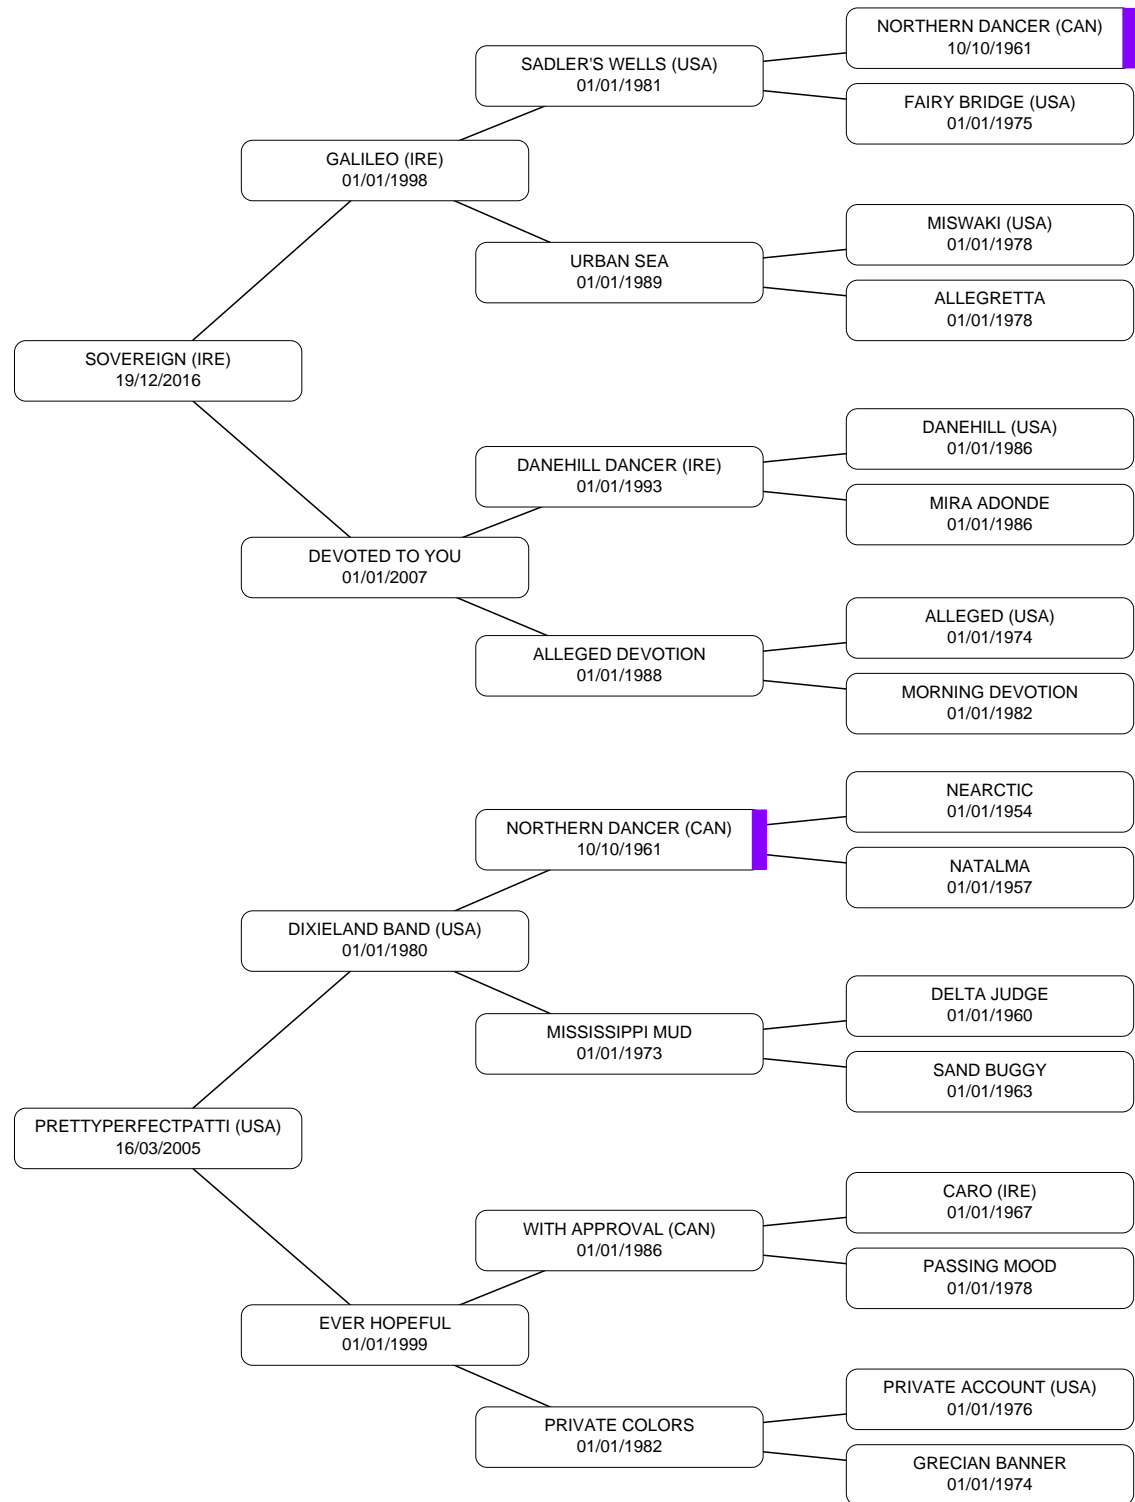 NORTHERN DANCER (CAN)
10/10/1961
SADLER'S WELLS (USA)
01/01/1981
FAIRY BRIDGE (USA)
01/01/1975
GALILEO (IRE)
01/01/1998
MISWAKI (USA)
01/01/1978
URBAN SEA
01/01/1989
ALLEGRETTA
01/01/1978
SOVEREIGN (IRE)
19/12/2016
DANEHILL (USA)
01/01/1986
DANEHILL DANCER (IRE)
01/01/1993
MIRA ADONDE
01/01/1986
DEVOTED TO YOU
01/01/2007
ALLEGED (USA)
01/01/1974
ALLEGED DEVOTION
01/01/1988
MORNING DEVOTION
01/01/1982
NEARCTIC
01/01/1954
NORTHERN DANCER (CAN)
10/10/1961
NATALMA
01/01/1957
DIXIELAND BAND (USA)
01/01/1980
DELTA JUDGE
01/01/1960
MISSISSIPPI MUD
01/01/1973
SAND BUGGY
01/01/1963
PRETTYPERFECTPATTI (USA)
16/03/2005
CARO (IRE)
01/01/1967
WITH APPROVAL (CAN)
01/01/1986
PASSING MOOD
01/01/1978
EVER HOPEFUL
01/01/1999
PRIVATE ACCOUNT (USA)
01/01/1976
PRIVATE COLORS
01/01/1982
GRECIAN BANNER
01/01/1974